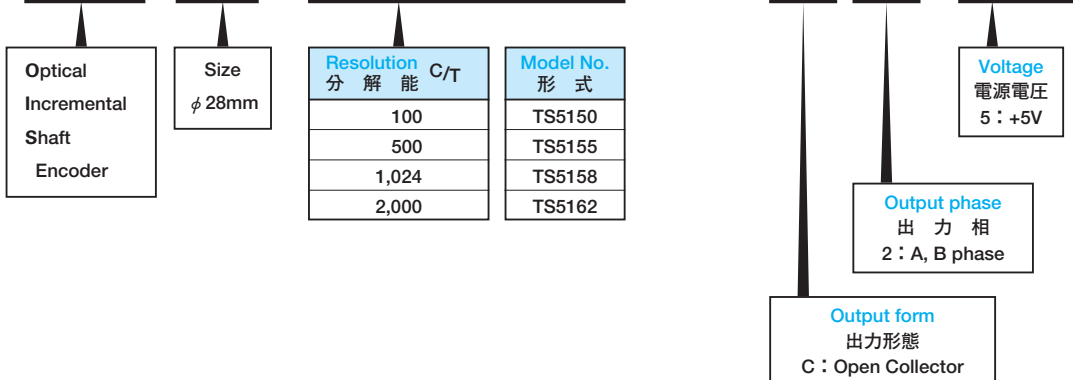 Optical
Incremental
Shaft
Encoder
Size
φ 28mm
Resolution
分 解 能 C/T
100
500
1,024
2,000
Model No.
形 式
TS5150
TS5155
TS5158
TS5162
Voltage
電源電圧
5：+5V
Output phase
出 力 相
2：A, B phase
Output form
出力形態
C：Open Collector